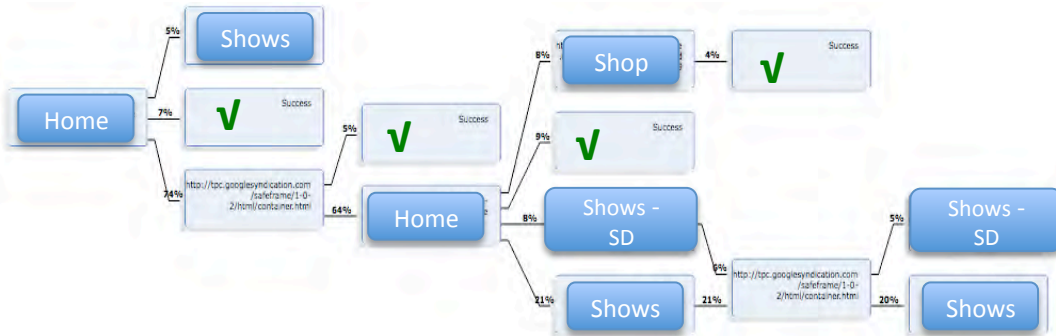 5%
Shows
Home
7%
√
Success
74%
http://tpc.googlesyndication.com
/safeframe/1-0-
2/html/container.html
5%
√
Success
64%
Home
8%
Shop
4%
√
Success
9%
√
Success
8%
Shows -
SD
21%
Shows
21%
http://tpc.googlesyndication.com
/safeframe/1-0-
2/html/container.html
5%
Shows -
SD
20%
Shows